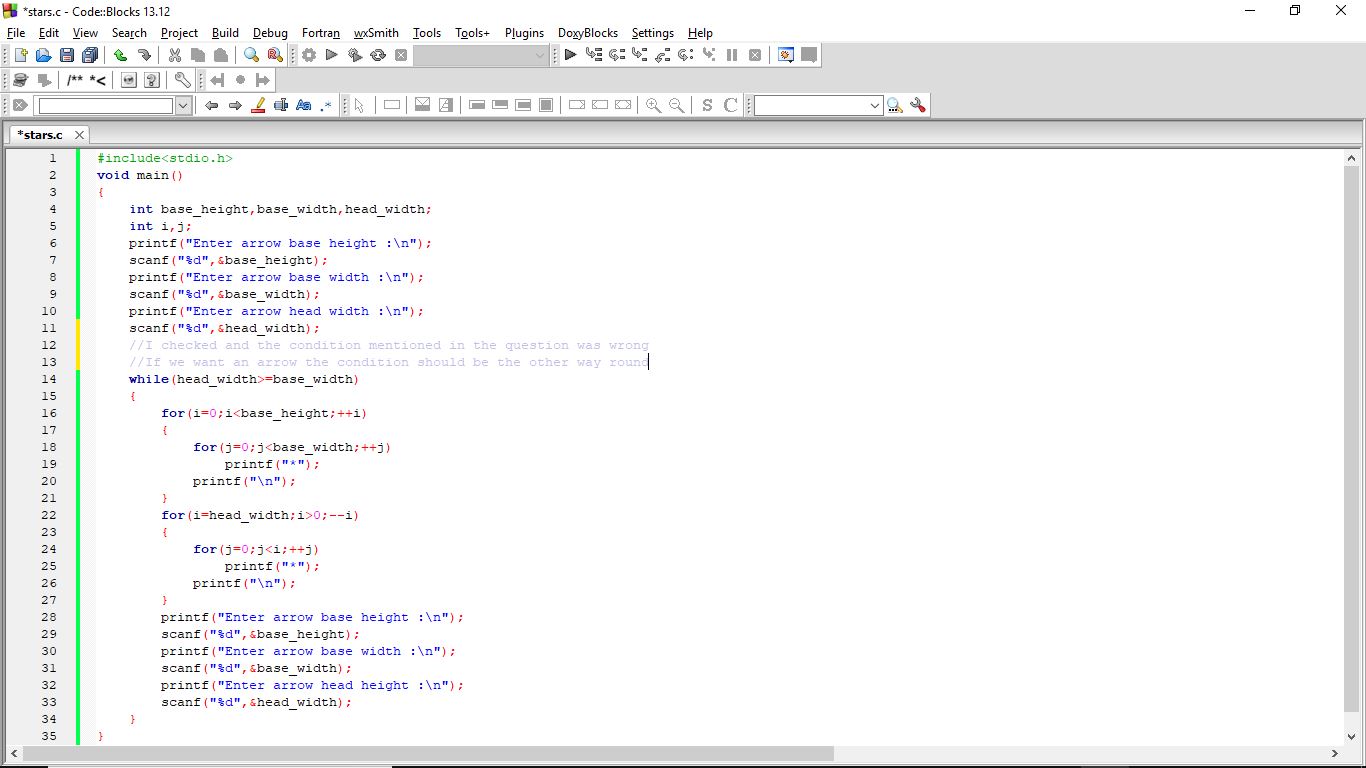 *stars.c - Code::Blocks 13.12
File Edit View Search Project Build Debug Fortran wxSmith Tools Tools+ Plugins DoxyBlocks Settings Help
/** *<
Aa .* S C
*stars.c
1 #include<stdio.h>
2 void main()
3 {
4 int base_height,base_width,head_width;
5 int i,j;
6 printf("Enter arrow base height :\n");
7 scanf("%d",&base_height);
8 printf("Enter arrow base width :\n");
9 scanf("%d",&base_width);
10 printf("Enter arrow head width :\n");
11 scanf("%d",&head_width);
12 //I checked and the condition mentioned in the question was wrong
13 //If we want an arrow the condition should be the other way round
14 while(head_width>=base_width)
15 {
16 for(i=0;i<base_height;++i)
17 {
18 for(j=0;j<base_width;++j)
19 printf("*");
20 printf("\n");
21 }
22 for(i=head_width;i>0;--i)
23 {
24 for(j=0;j<i;++j)
25 printf("*");
26 printf("\n");
27 }
28 printf("Enter arrow base height :\n");
29 scanf("%d",&base_height);
30 printf("Enter arrow base width :\n");
31 scanf("%d",&base_width);
32 printf("Enter arrow head height :\n");
33 scanf("%d",&head_width);
34 }
35 }